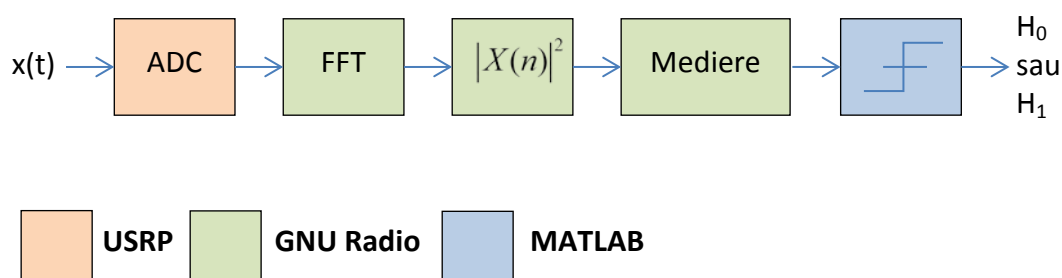 x(t)
ADC
FFT
|X(n)|²
Mediere
H₀
sau
H₁
USRP
GNU Radio
MATLAB